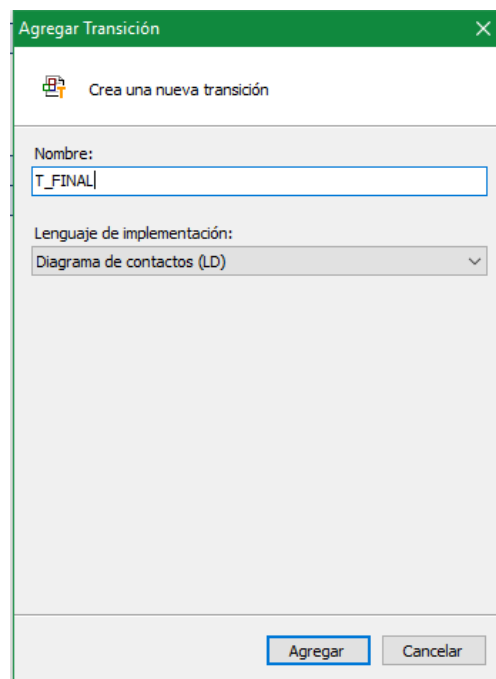 Agregar Transición
Crea una nueva transición
Nombre:
T_FINAL
Lenguaje de implementación:
Diagrama de contactos (LD)
Agregar
Cancelar